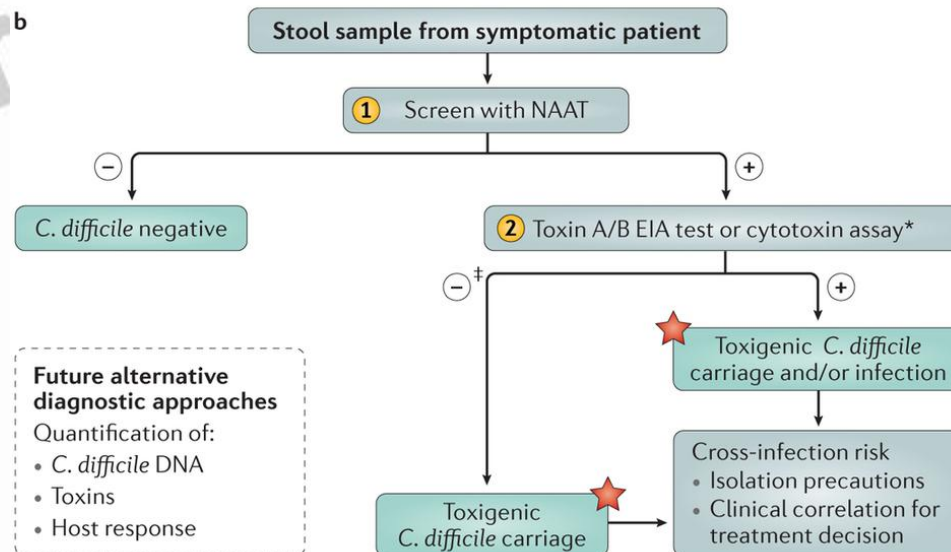 b
Stool sample from symptomatic patient
1 Screen with NAAT
−
+
C. difficile negative
2 Toxin A/B EIA test or cytotoxin assay*
− ‡
+
Toxigenic C. difficile
carriage and/or infection
Future alternative
diagnostic approaches
Quantification of:
• C. difficile DNA
• Toxins
• Host response
Cross-infection risk
• Isolation precautions
• Clinical correlation for
treatment decision
Toxigenic
C. difficile carriage